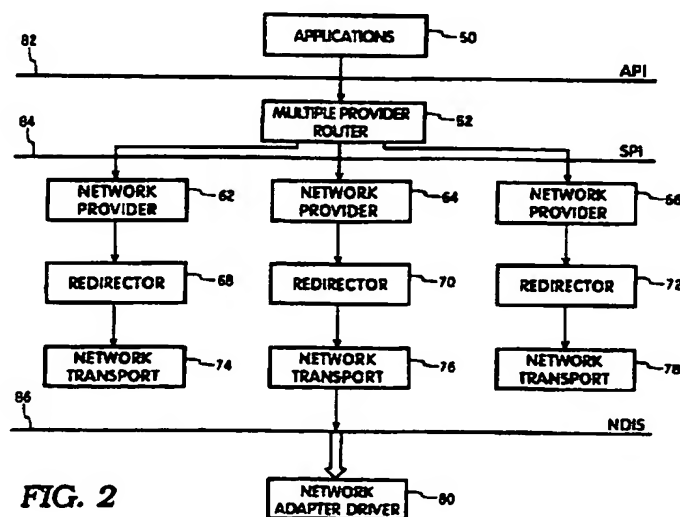 APPLICATIONS 50
82 API
MULTIPLE PROVIDER ROUTER 52
84 SPI
NETWORK PROVIDER 62
NETWORK PROVIDER 64
NETWORK PROVIDER 66
REDIRECTOR 68
REDIRECTOR 70
REDIRECTOR 72
NETWORK TRANSPORT 74
NETWORK TRANSPORT 76
NETWORK TRANSPORT 78
86 NDIS
FIG. 2
NETWORK ADAPTER DRIVER 80